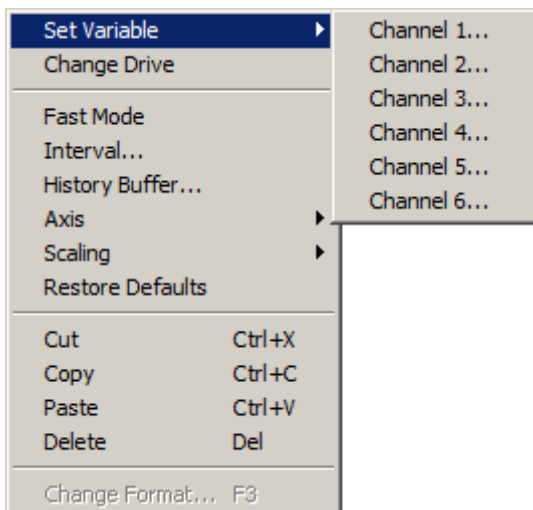 Set Variable
Change Drive
Fast Mode
Interval...
History Buffer...
Axis
Scaling
Restore Defaults
Cut Ctrl+X
Copy Ctrl+C
Paste Ctrl+V
Delete Del
Change Format... F3
Channel 1...
Channel 2...
Channel 3...
Channel 4...
Channel 5...
Channel 6...